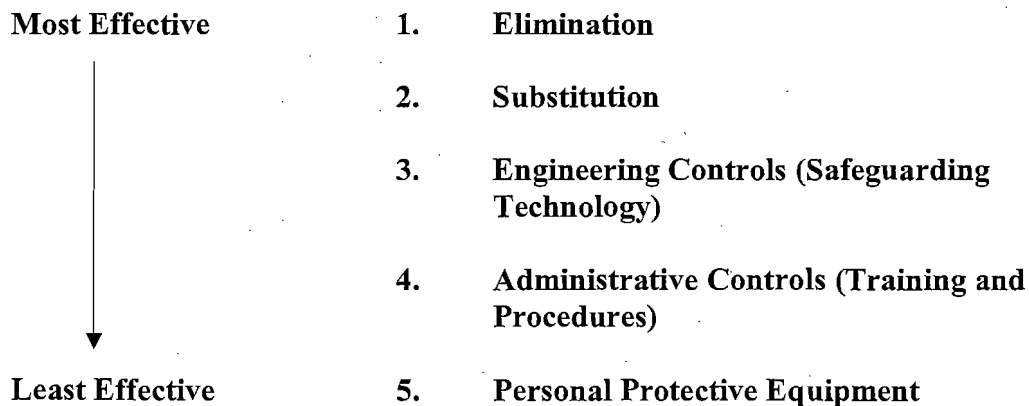 Most Effective 1. Elimination
2. Substitution
3. Engineering Controls (Safeguarding
Technology)
4. Administrative Controls (Training and
Procedures)
Least Effective 5. Personal Protective Equipment